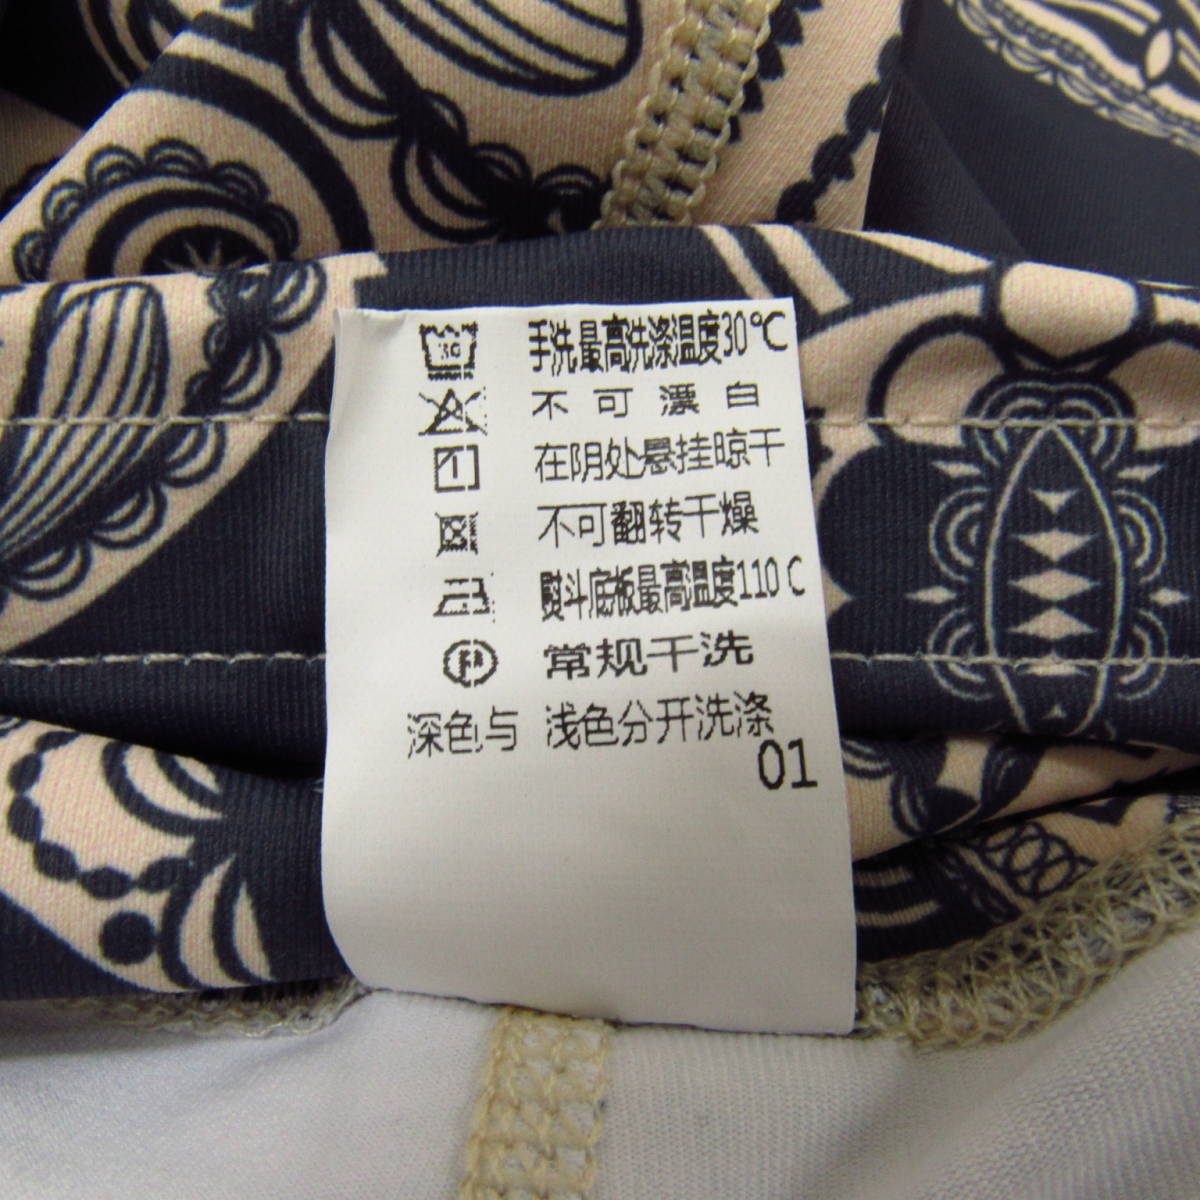 30 手洗最高洗涤温度30℃
不可漂白
在阴处悬挂晾干
不可翻转干燥
熨斗底板最高温度110 C
常规干洗
深色与 浅色分开洗涤
01